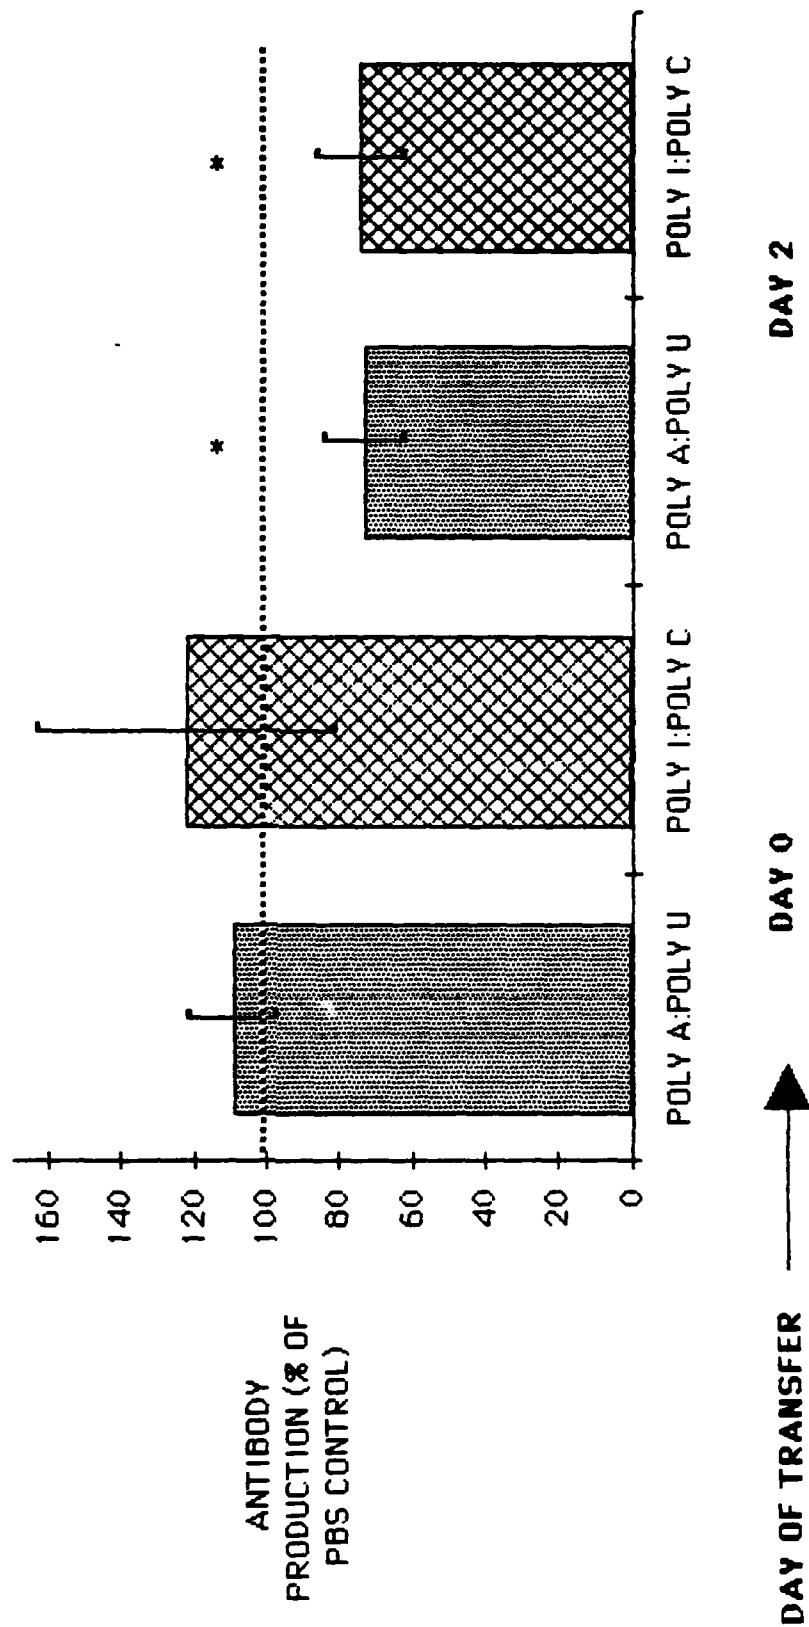 ANTIBODY
PRODUCTION (% OF
PBS CONTROL)
160
140
120
100
80
60
40
20
0
*
*
POLY A:POLY U
POLY I:POLY C
POLY A:POLY U
POLY I:POLY C
DAY OF TRANSFER
DAY 0
DAY 2